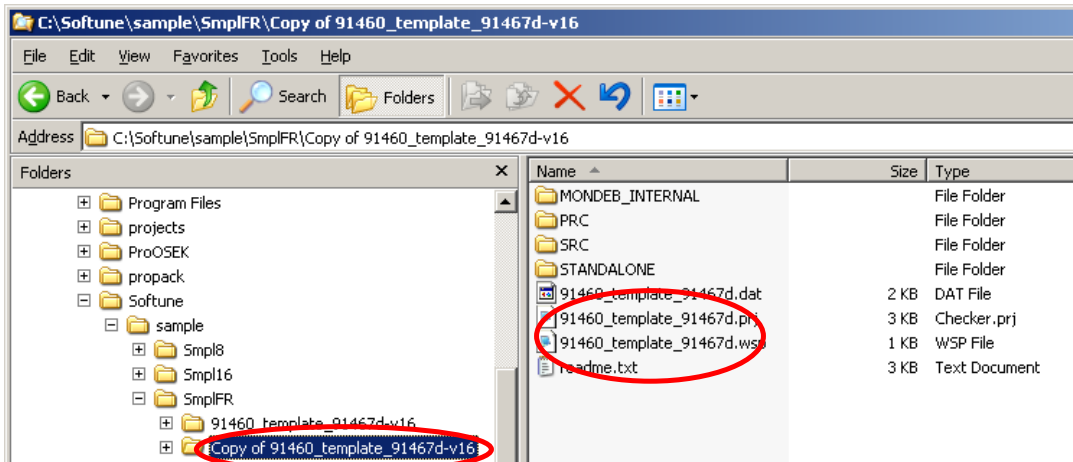 C:\Softune\sample\SmplFR\Copy of 91460_template_91467d-v16
File Edit View Favorites Tools Help
Back Search Folders
Address C:\Softune\sample\SmplFR\Copy of 91460_template_91467d-v16
Folders x Name Size Type
Program Files MONDEB_INTERNAL File Folder
projects PRC File Folder
ProOSEK SRC File Folder
propack STANDALONE File Folder
Softune 91460_template_91467d.dat 2 KB DAT File
sample 91460_template_91467d.prj 3 KB Checker.prj
Smpl8 91460_template_91467d.wsp 1 KB WSP File
Smpl16 readme.txt 3 KB Text Document
SmplFR
91460_template_91467d-v16
Copy of 91460_template_91467d-v16